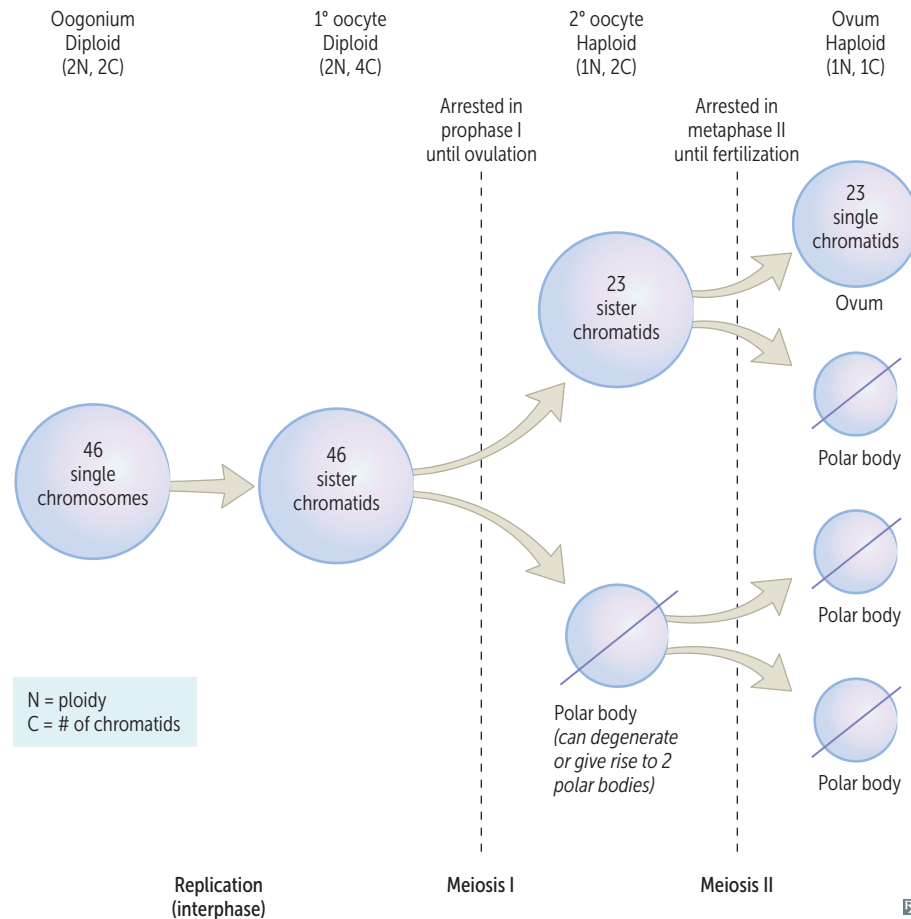 Oogonium
Diploid
(2N, 2C)
1° oocyte
Diploid
(2N, 4C)
2° oocyte
Haploid
(1N, 2C)
Ovum
Haploid
(1N, 1C)
Arrested in
prophase I
until ovulation
Arrested in
metaphase II
until fertilization
46
single
chromosomes
46
sister
chromatids
23
sister
chromatids
23
single
chromatids
Ovum
Polar body
Polar body
Polar body
Polar body
(can degenerate
or give rise to 2
polar bodies)
N = ploidy
C = # of chromatids
Replication
(interphase)
Meiosis I
Meiosis II